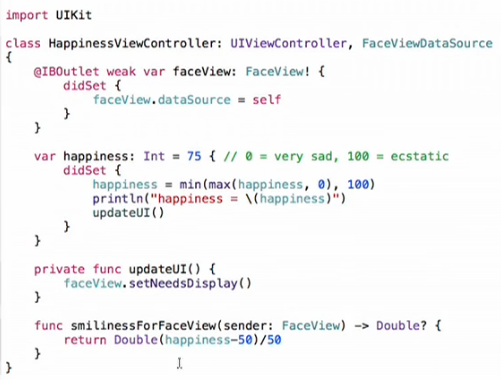 import UIKit
class HappinessViewController: UIViewController, FaceViewDataSource
{
    @IBOutlet weak var faceView: FaceView! {
        didSet {
            faceView.dataSource = self
        }
    }
    var happiness: Int = 75 { // 0 = very sad, 100 = ecstatic
        didSet {
            happiness = min(max(happiness, 0), 100)
            println("happiness = \(happiness)")
            updateUI()
        }
    }
    private func updateUI() {
        faceView.setNeedsDisplay()
    }
    func smilinessForFaceView(sender: FaceView) -> Double? {
        return Double(happiness-50)/50
    }
}